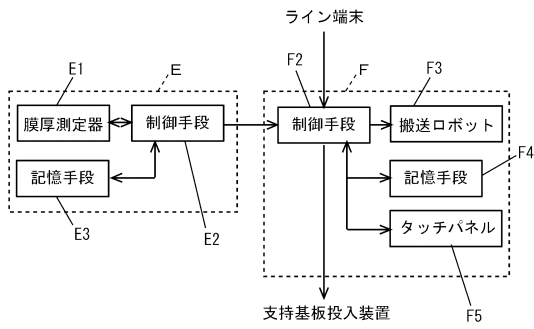 ライン端末
E1
E
F2
F
F3
膜厚測定器
制御手段
制御手段
搬送ロボット
記憶手段
記憶手段
F4
タッチパネル
E3
E2
支持基板投入装置
F5